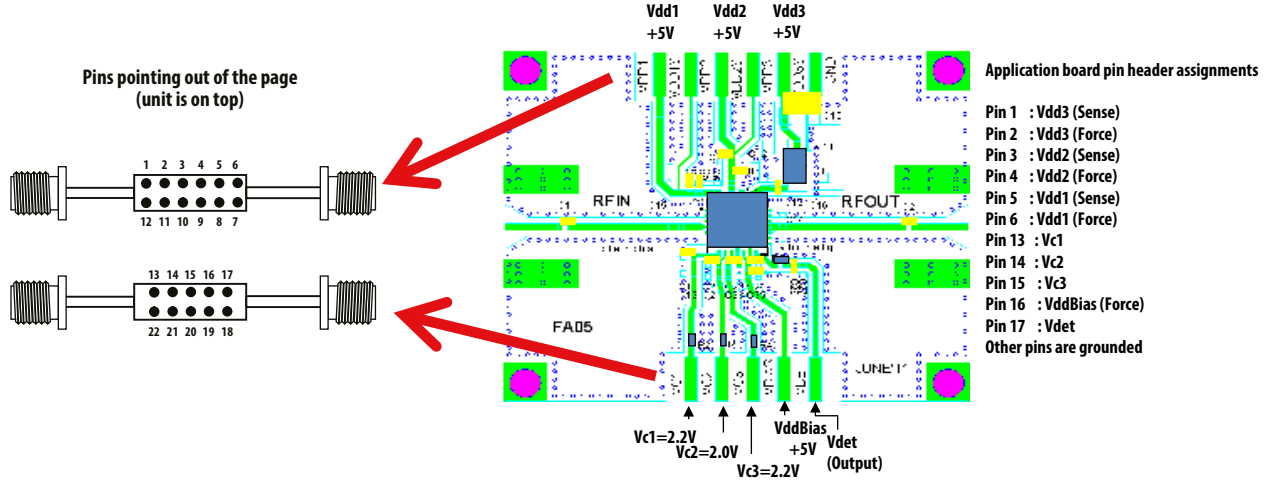 Vdd1 Vdd2 Vdd3
+5V +5V +5V
Pins pointing out of the page
(unit is on top)
1 2 3 4 5 6
12 11 10 9 8 7
13 14 15 16 17
22 21 20 19 18
RFIN
RFOUT
FA05
Vc1=2.2V
Vc2=2.0V
Vc3=2.2V
VddBias
+5V
Vdet
(Output)
Application board pin header assignments
Pin 1 : Vdd3 (Sense)
Pin 2 : Vdd3 (Force)
Pin 3 : Vdd2 (Sense)
Pin 4 : Vdd2 (Force)
Pin 5 : Vdd1 (Sense)
Pin 6 : Vdd1 (Force)
Pin 13 : Vc1
Pin 14 : Vc2
Pin 15 : Vc3
Pin 16 : VddBias (Force)
Pin 17 : Vdet
Other pins are grounded